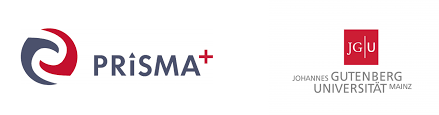 PRiSMA+
JG|U
JOHANNES GUTENBERG
UNIVERSITÄT MAINZ